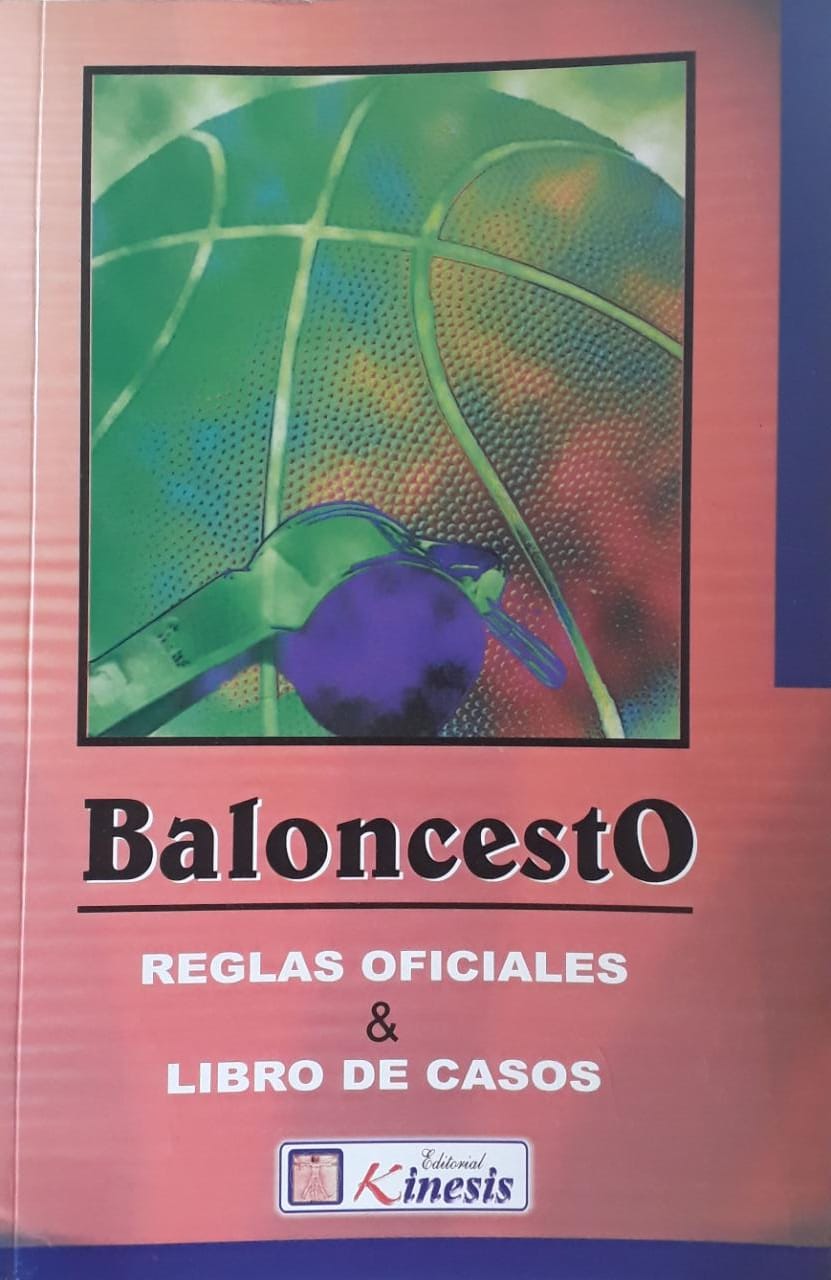 BaloncestO
REGLAS OFICIALES
&
LIBRO DE CASOS
Editorial
Kinesis